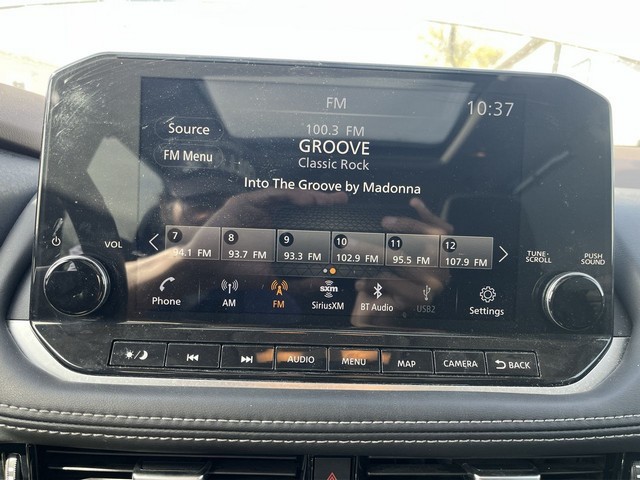 FM
10:37
Source
100.3 FM
GROOVE
FM Menu
Classic Rock
Into The Groove by Madonna
7 8 9 10 11 12
94.1 FM 93.7 FM 93.3 FM 102.9 FM 95.5 FM 107.9 FM
VOL
TUNE-
SCROLL
PUSH
SOUND
sxm
Phone AM FM SiriusXM BT Audio USB2 Settings
AUDIO MENU MAP CAMERA BACK